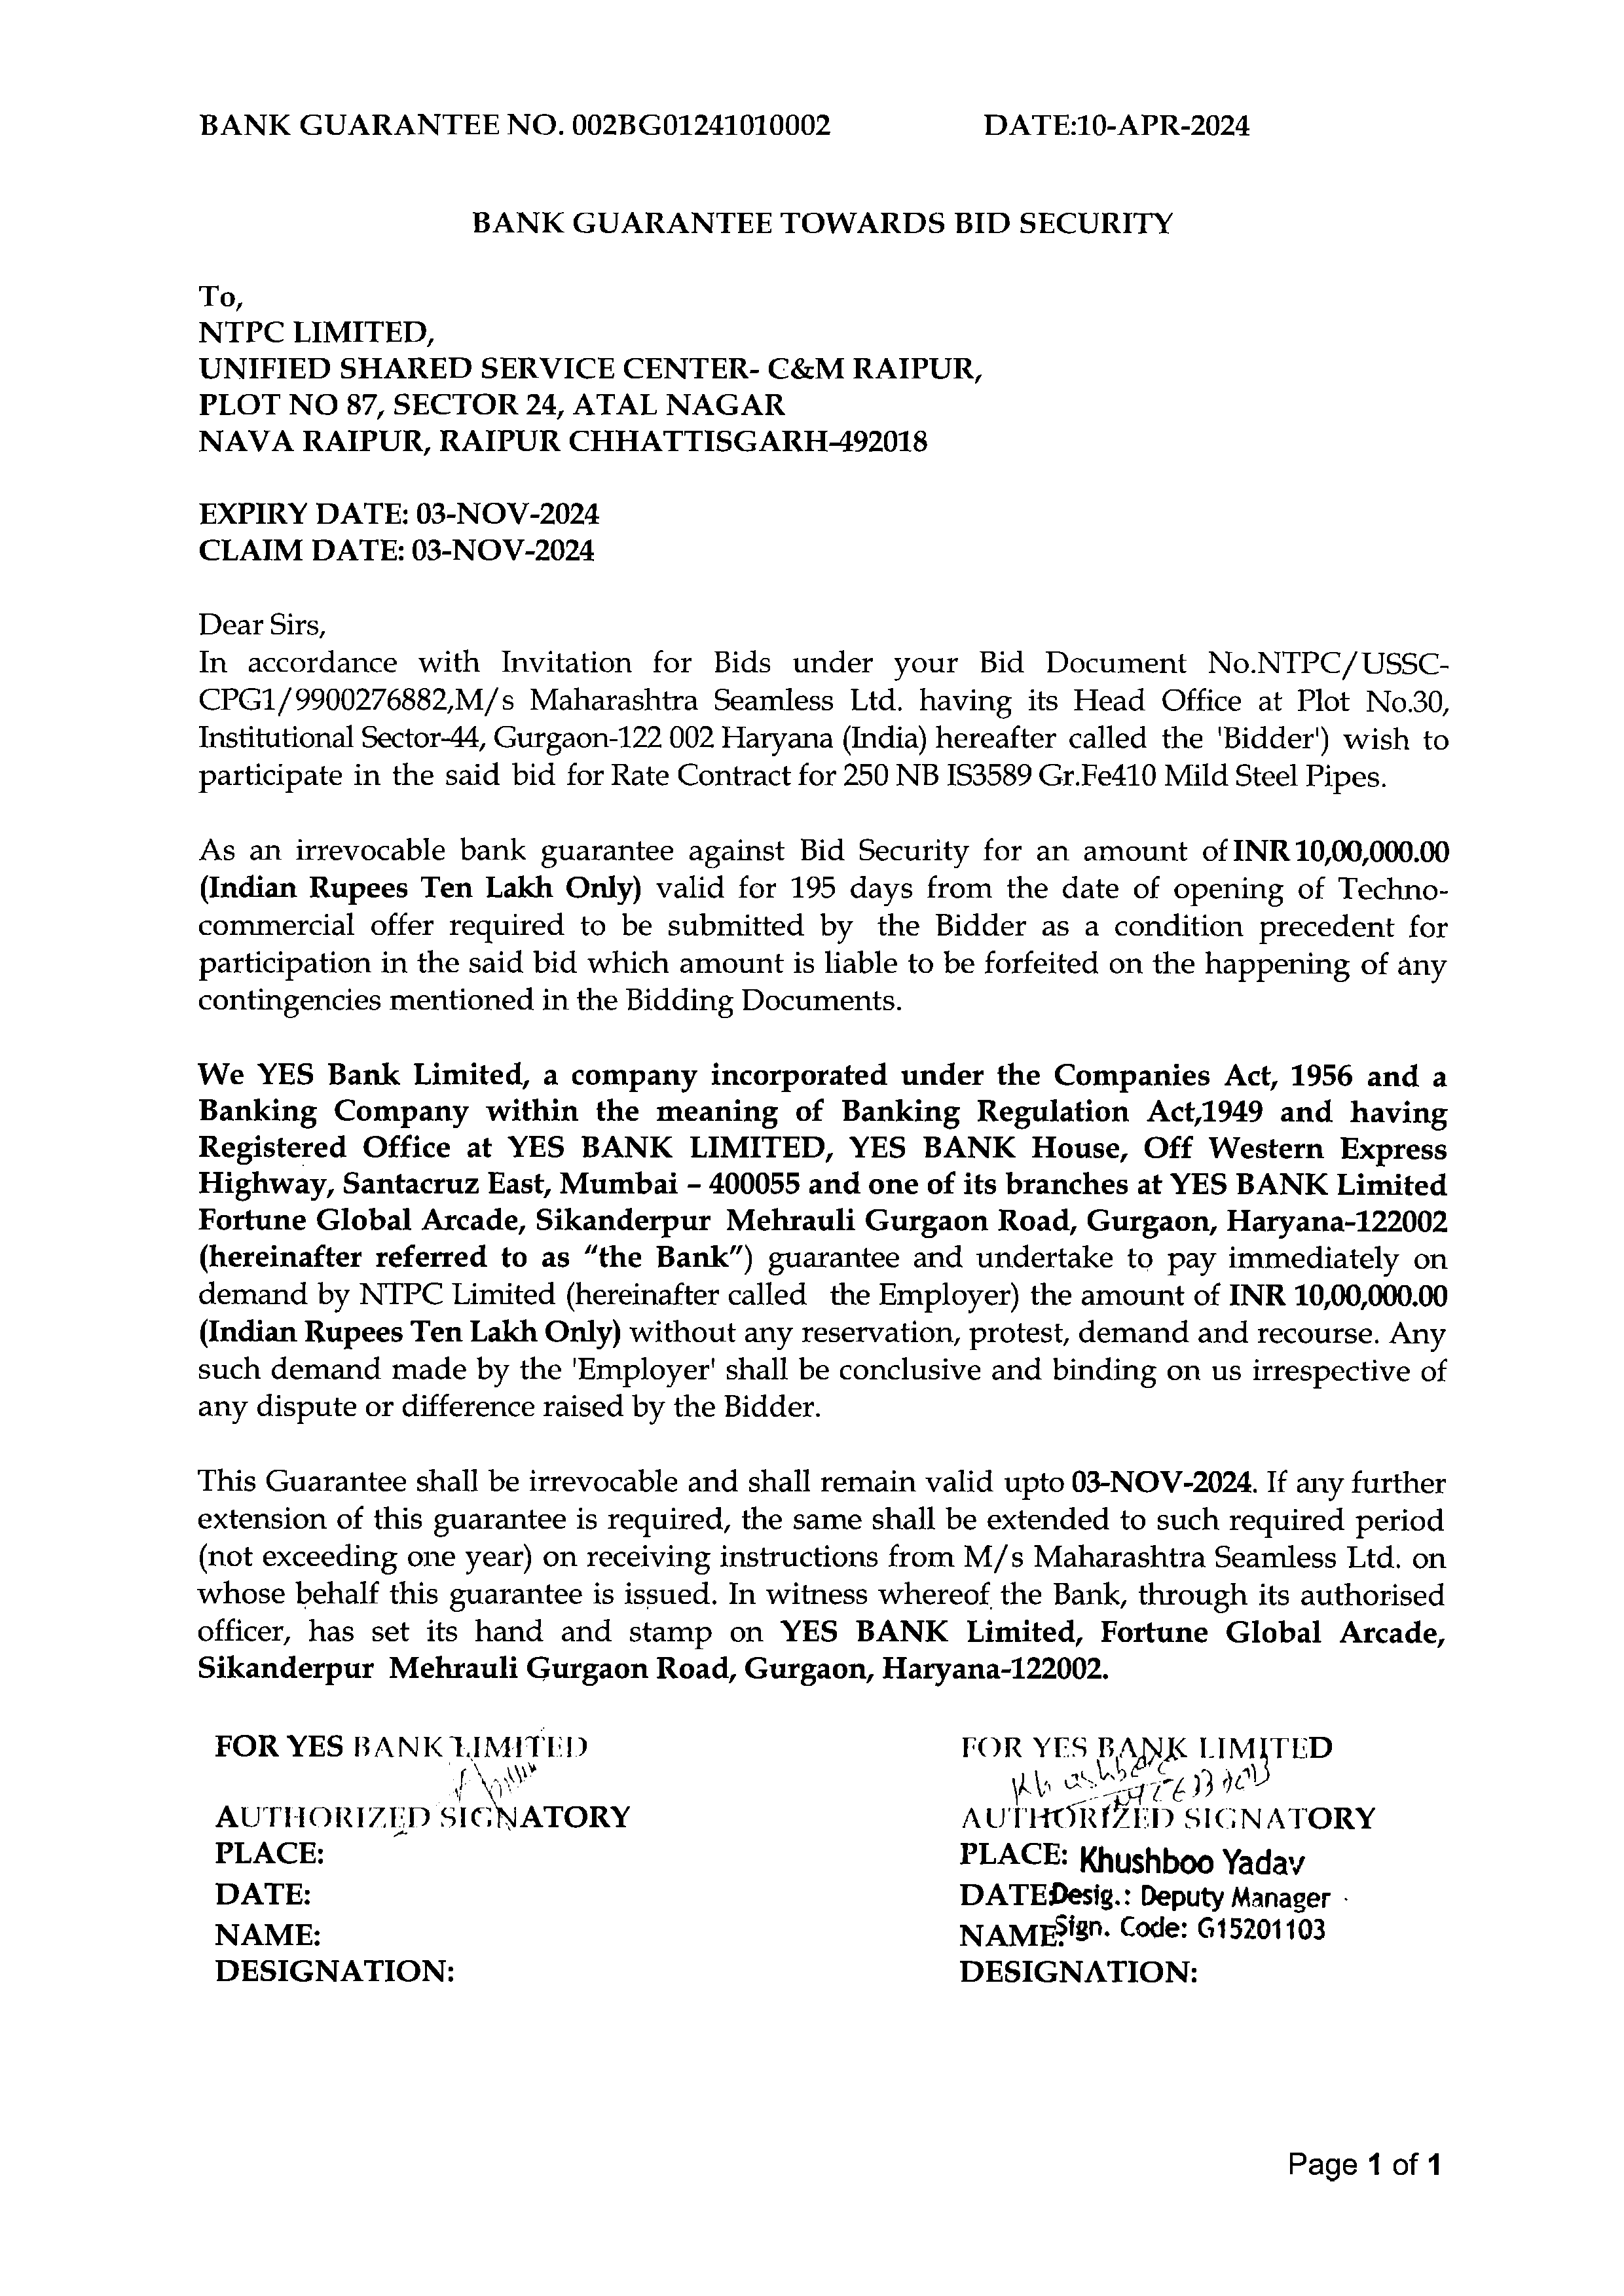 BANK GUARANTEE NO. 002BG01241010002 DATE:10-APR-2024
BANK GUARANTEE TOWARDS BID SECURITY
To,
NTPC LIMITED,
UNIFIED SHARED SERVICE CENTER- C&M RAIPUR,
PLOT NO 87, SECTOR 24, ATAL NAGAR
NAVA RAIPUR, RAIPUR CHHATTISGARH-492018
EXPIRY DATE: 03-NOV-2024
CLAIM DATE: 03-NOV-2024
Dear Sirs,
In accordance with Invitation for Bids under your Bid Document No.NTPC/USSC-
CPG1/9900276882,M/s Maharashtra Seamless Ltd. having its Head Office at Plot No.30,
Institutional Sector-44, Gurgaon-122 002 Haryana (India) hereafter called the 'Bidder') wish to
participate in the said bid for Rate Contract for 250 NB IS3589 Gr.Fe410 Mild Steel Pipes.
As an irrevocable bank guarantee against Bid Security for an amount of INR 10,00,000.00
(Indian Rupees Ten Lakh Only) valid for 195 days from the date of opening of Techno-
commercial offer required to be submitted by the Bidder as a condition precedent for
participation in the said bid which amount is liable to be forfeited on the happening of any
contingencies mentioned in the Bidding Documents.
We YES Bank Limited, a company incorporated under the Companies Act, 1956 and a
Banking Company within the meaning of Banking Regulation Act,1949 and having
Registered Office at YES BANK LIMITED, YES BANK House, Off Western Express
Highway, Santacruz East, Mumbai – 400055 and one of its branches at YES BANK Limited
Fortune Global Arcade, Sikanderpur Mehrauli Gurgaon Road, Gurgaon, Haryana-122002
(hereinafter referred to as "the Bank") guarantee and undertake to pay immediately on
demand by NTPC Limited (hereinafter called the Employer) the amount of INR 10,00,000.00
(Indian Rupees Ten Lakh Only) without any reservation, protest, demand and recourse. Any
such demand made by the 'Employer' shall be conclusive and binding on us irrespective of
any dispute or difference raised by the Bidder.
This Guarantee shall be irrevocable and shall remain valid upto 03-NOV-2024. If any further
extension of this guarantee is required, the same shall be extended to such required period
(not exceeding one year) on receiving instructions from M/s Maharashtra Seamless Ltd. on
whose behalf this guarantee is issued. In witness whereof the Bank, through its authorised
officer, has set its hand and stamp on YES BANK Limited, Fortune Global Arcade,
Sikanderpur Mehrauli Gurgaon Road, Gurgaon, Haryana-122002.
FOR YES BANK LIMITED FOR YES BANK LIMITED
AUTHORIZED SIGNATORY AUTHORIZED SIGNATORY
PLACE: PLACE: Khushboo Yadav
DATE: DATE: Desig.: Deputy Manager
NAME: NAME: Sign. Code: G15201103
DESIGNATION: DESIGNATION:
Page 1 of 1